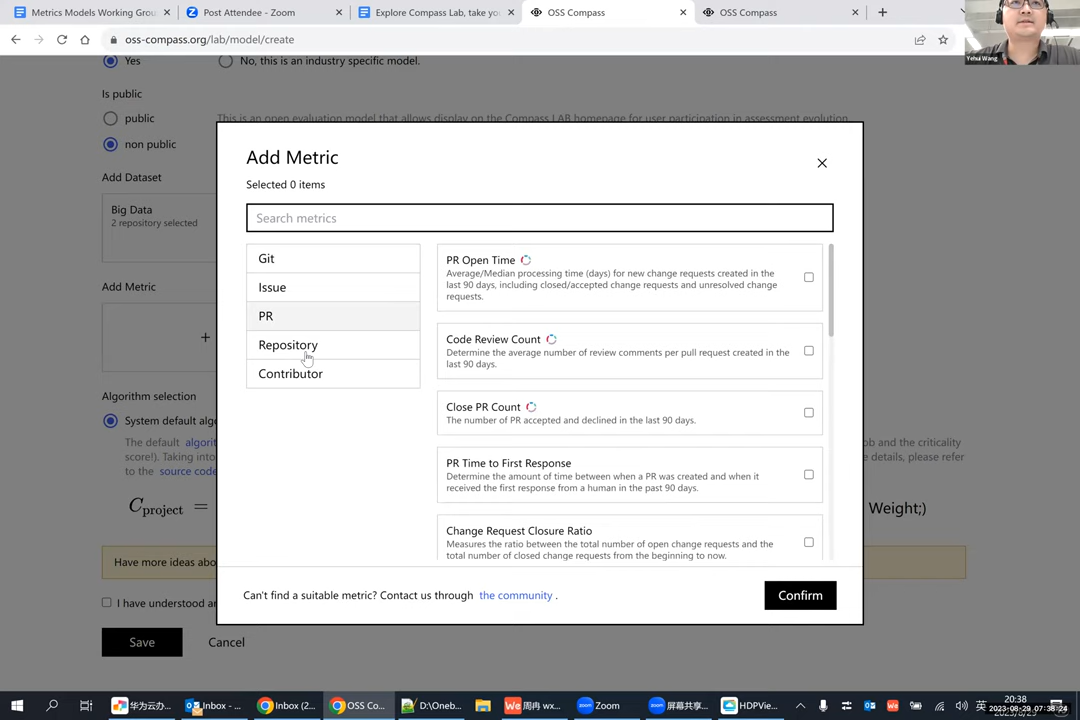 Metrics Models Working Grou
Post Attendee - Zoom
Explore Compass Lab, take yo
OSS Compass
OSS Compass
oss-compass.org/lab/model/create
Yehui Wang
Yes
No, this is an industry specific model.
Is public
public
This is an open evaluation model that allows display on the Compass LAB homepage for user participation in assessment evolution.
non public
Add Dataset
Big Data
2 repository selected
Add Metric
Algorithm selection
System default alg
The default algori
score!). Taking into
to the source code
ob and the criticality
details, please refer
C project =
Weight;)
Have more ideas abo
I have understood ar
Save
Cancel
Add Metric
Selected 0 items
Search metrics
Git
Issue
PR
Repository
Contributor
PR Open Time
Average/Median processing time (days) for new change requests created in the
last 90 days, including closed/accepted change requests and unresolved change
requests.
Code Review Count
Determine the average number of review comments per pull request created in the
last 90 days.
Close PR Count
The number of PR accepted and declined in the last 90 days.
PR Time to First Response
Determine the amount of time between when a PR was created and when it
received the first response from a human in the past 90 days.
Change Request Closure Ratio
Measures the ratio between the total number of open change requests and the
total number of closed change requests from the beginning to now.
Can't find a suitable metric? Contact us through the community .
Confirm
华为云办...
Inbox - ...
Inbox (2...
OSS Co...
D:\Oneb...
周冉 wx...
Zoom
屏幕共享...
HDPVie...
英
20:38
2023-08-29 07:38:24